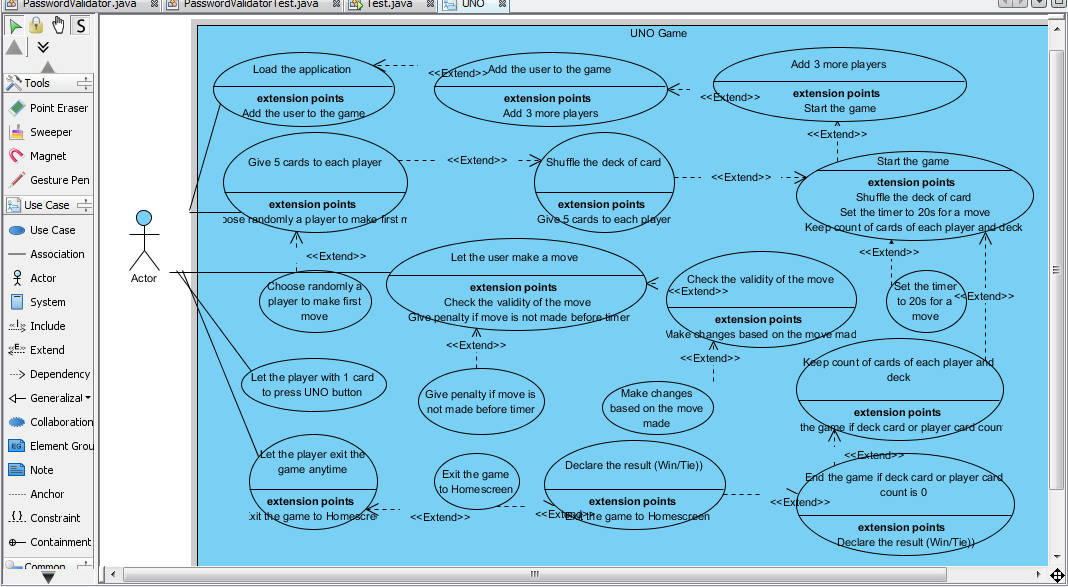 PasswordValidator.java
PasswordValidatorTest.java
Test.java
UNO
S
Tools
Point Eraser
Sweeper
Magnet
Gesture Pen
Use Case
Use Case
Association
Actor
System
Include
Extend
Dependency
Generalizat
Collaboration
Element Grou
Note
Anchor
Constraint
Containment
Common
UNO Game
Load the application
extension points
Add the user to the game
<<Extend>>
Add the user to the game
extension points
Add 3 more players
<<Extend>>
Add 3 more players
extension points
Start the game
<<Extend>>
Give 5 cards to each player
extension points
oose randomly a player to make first m
<<Extend>>
Shuffle the deck of card
extension points
Give 5 cards to each player
<<Extend>>
Start the game
extension points
Shuffle the deck of card
Set the timer to 20s for a move
Keep count of cards of each player and deck
Actor
<<Extend>>
Choose randomly a
player to make first
move
Let the user make a move
extension points
Check the validity of the move
Give penalty if move is not made before timer
<<Extend>>
Check the validity of the move
extension points
Make changes based on the move mad
<<Extend>>
Set the timer
to 20s for a
move
<<Extend>>
<<Extend>>
Give penalty if move is
not made before timer
<<Extend>>
Make changes
based on the move
made
Keep count of cards of each player and
deck
extension points
the game if deck card or player card count
Let the player with 1 card
to press UNO button
Let the player exit the
game anytime
extension points
Exit the game to Homescre
<<Extend>>
Exit the game
to Homescreen
<<Extend>>
Declare the result (Win/Tie))
extension points
Exit the game to Homescreen
<<Extend>>
<<Extend>>
End the game if deck card or player card
count is 0
extension points
Declare the result (Win/Tie))